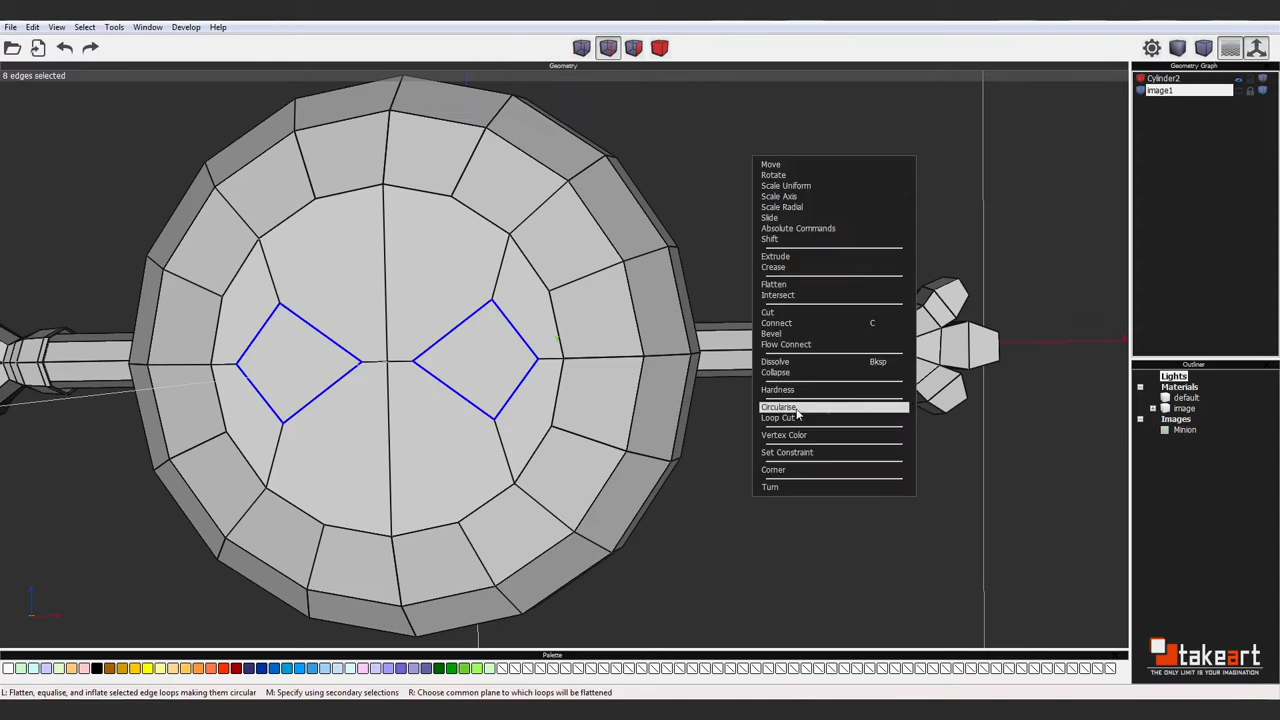 File Edit View Select Tools Window Develop Help
Geometry
Geometry Graph
8 edges selected
Cylinder2
image1
Move
Rotate
Scale Uniform
Scale Axis
Scale Radial
Slide
Absolute Commands
Shift
Extrude
Crease
Flatten
Intersect
Cut
Connect C
Bevel
Flow Connect
Dissolve Bksp
Collapse
Hardness
Circularise
Loop Cut
Vertex Color
Set Constraint
Corner
Turn
Outliner
Lights
Materials
default
image
Images
Minion
Palette
takeart
THE ONLY LIMIT IS YOUR IMAGINATION
L: Flatten, equalise, and inflate selected edge loops making them circular M: Specify using secondary selections R: Choose common plane to which loops will be flattened